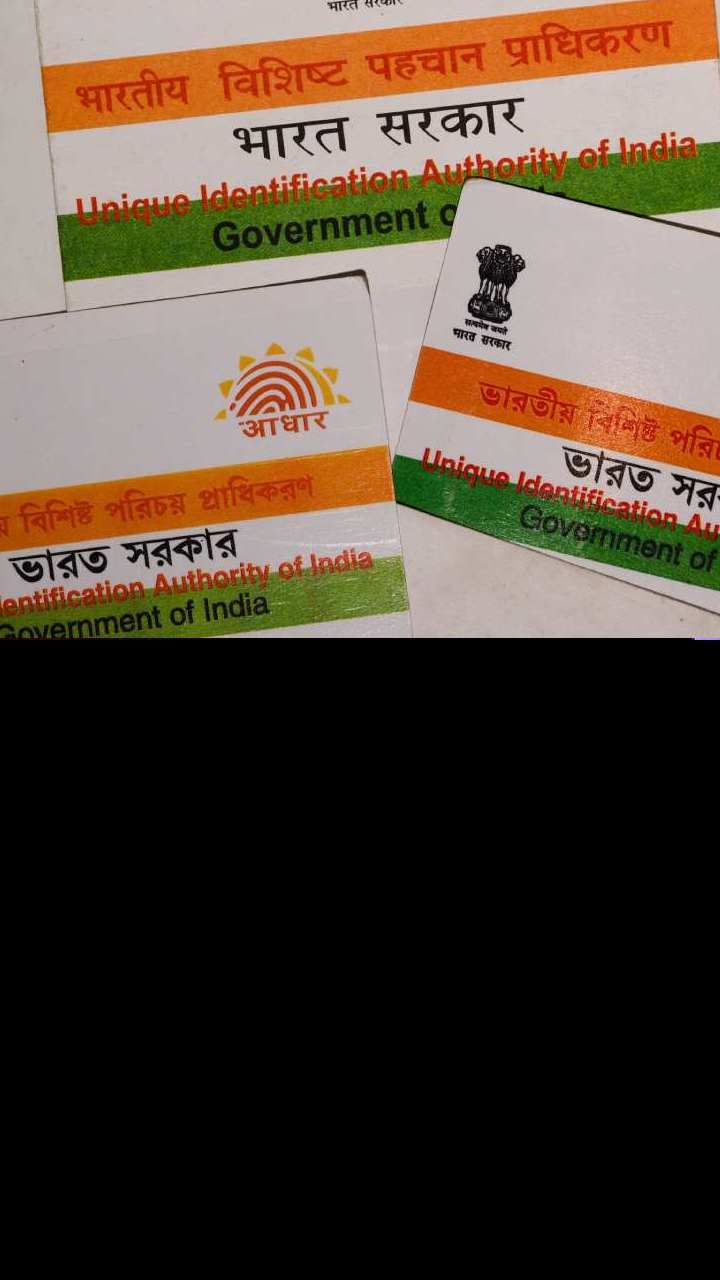 भारत सरकार
भारतीय विशिष्ट पहचान प्राधिकरण
भारत सरकार
Unique Identification Authority of India
Government
सत्यमेव जयते
भारत सरकार
ভারতীয় বিশিষ্ট
ভারত
Unique Identification
Government of
आधार
বিশিষ্ট পরিচয় প্রাধিকরণ
ভারত সরকার
Authority of India
Government of India